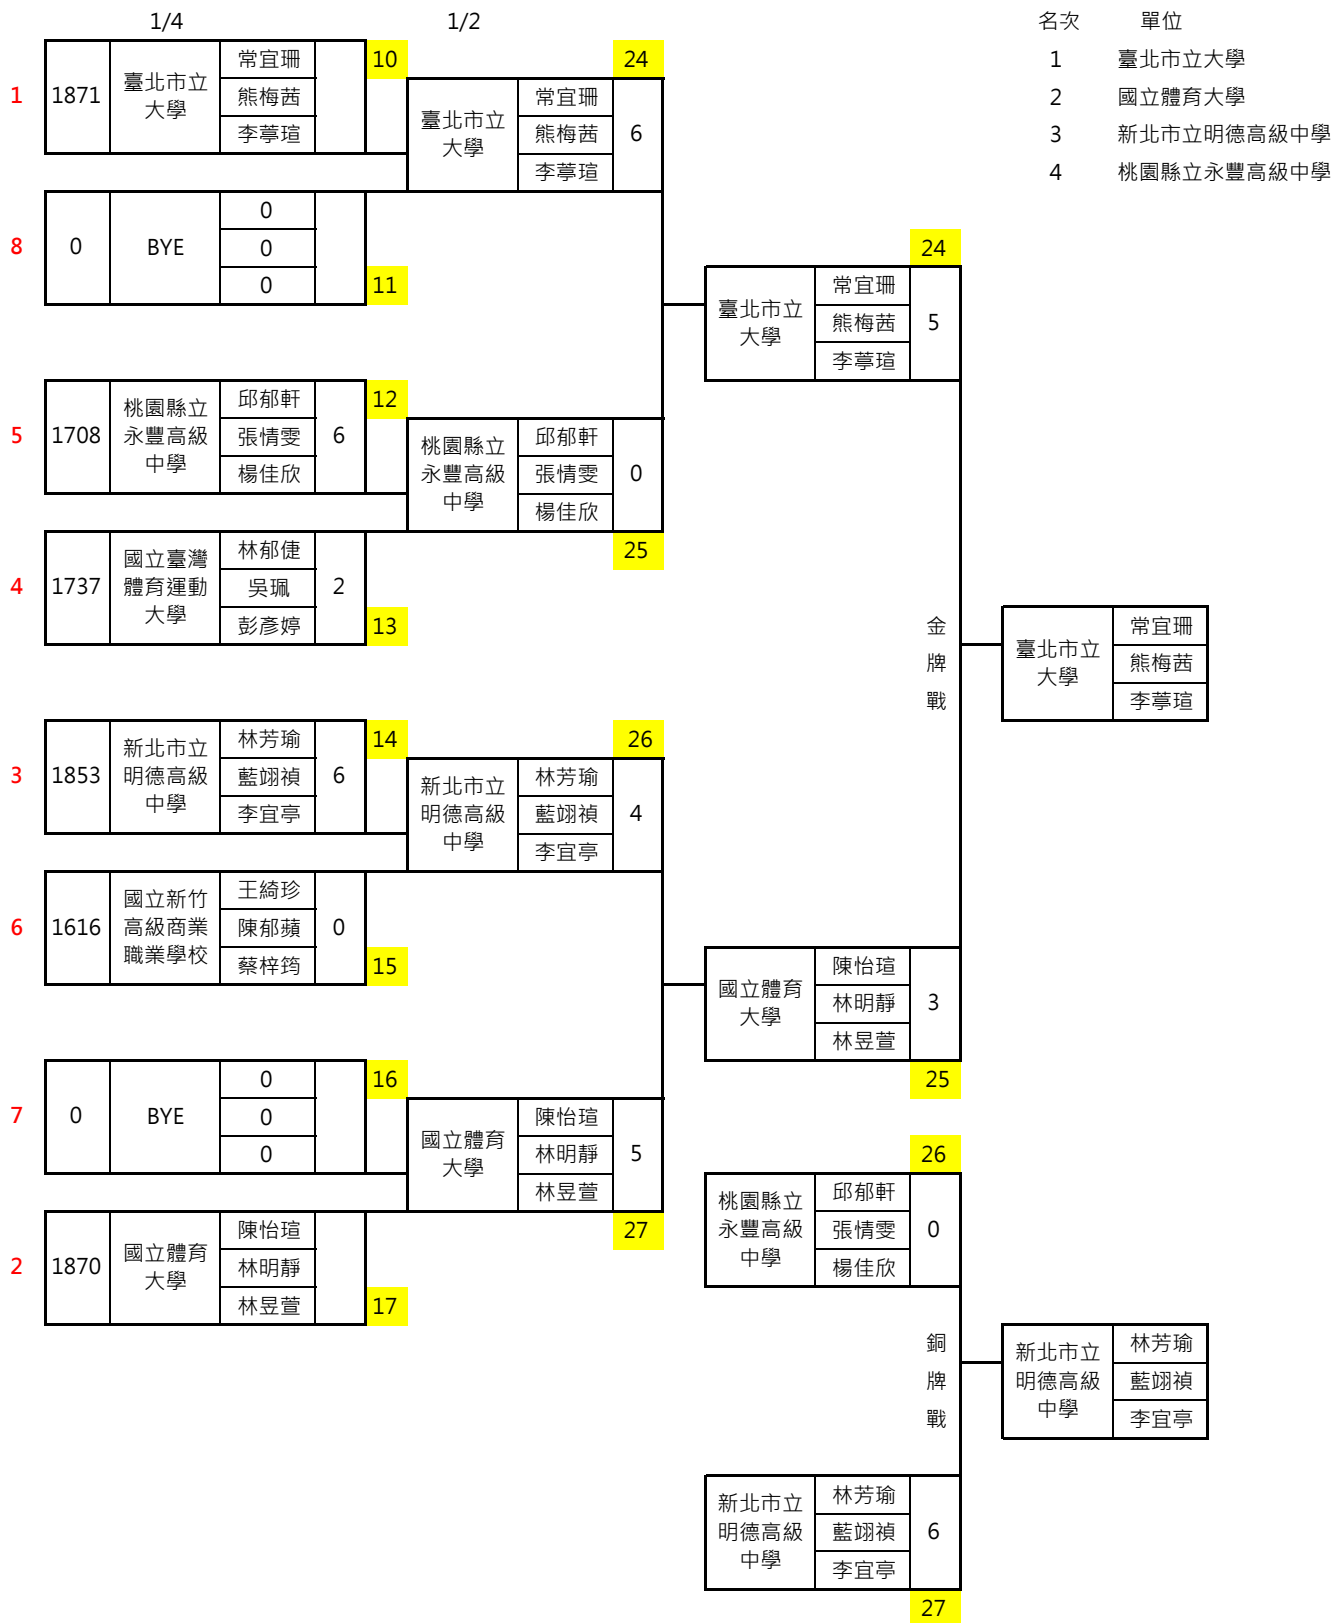 1/4
1/2
名次 單位
1 臺北市立大學
2 國立體育大學
3 新北市立明德高級中學
4 桃園縣立永豐高級中學
1
1871
臺北市立
大學
常宜珊
熊梅茜
李蕚瑄
10
8
0
BYE
0
0
0
11
5
1708
桃園縣立
永豐高級
中學
邱郁軒
張情雯
楊佳欣
6
12
4
1737
國立臺灣
體育運動
大學
林郁倢
吳珮
彭彥婷
2
13
3
1853
新北市立
明德高級
中學
林芳瑜
藍翊禎
李宜亭
6
14
6
1616
國立新竹
高級商業
職業學校
王綺珍
陳郁蘋
蔡梓筠
0
15
7
0
BYE
0
0
0
16
2
1870
國立體育
大學
陳怡瑄
林明靜
林昱萱
17
24
臺北市立
大學
常宜珊
熊梅茜
李蕚瑄
6
桃園縣立
永豐高級
中學
邱郁軒
張情雯
楊佳欣
0
25
26
新北市立
明德高級
中學
林芳瑜
藍翊禎
李宜亭
4
國立體育
大學
陳怡瑄
林明靜
林昱萱
5
27
24
臺北市立
大學
常宜珊
熊梅茜
李蕚瑄
5
金
牌
戰
國立體育
大學
陳怡瑄
林明靜
林昱萱
3
25
臺北市立
大學
常宜珊
熊梅茜
李蕚瑄
26
桃園縣立
永豐高級
中學
邱郁軒
張情雯
楊佳欣
0
銅
牌
戰
新北市立
明德高級
中學
林芳瑜
藍翊禎
李宜亭
6
27
新北市立
明德高級
中學
林芳瑜
藍翊禎
李宜亭